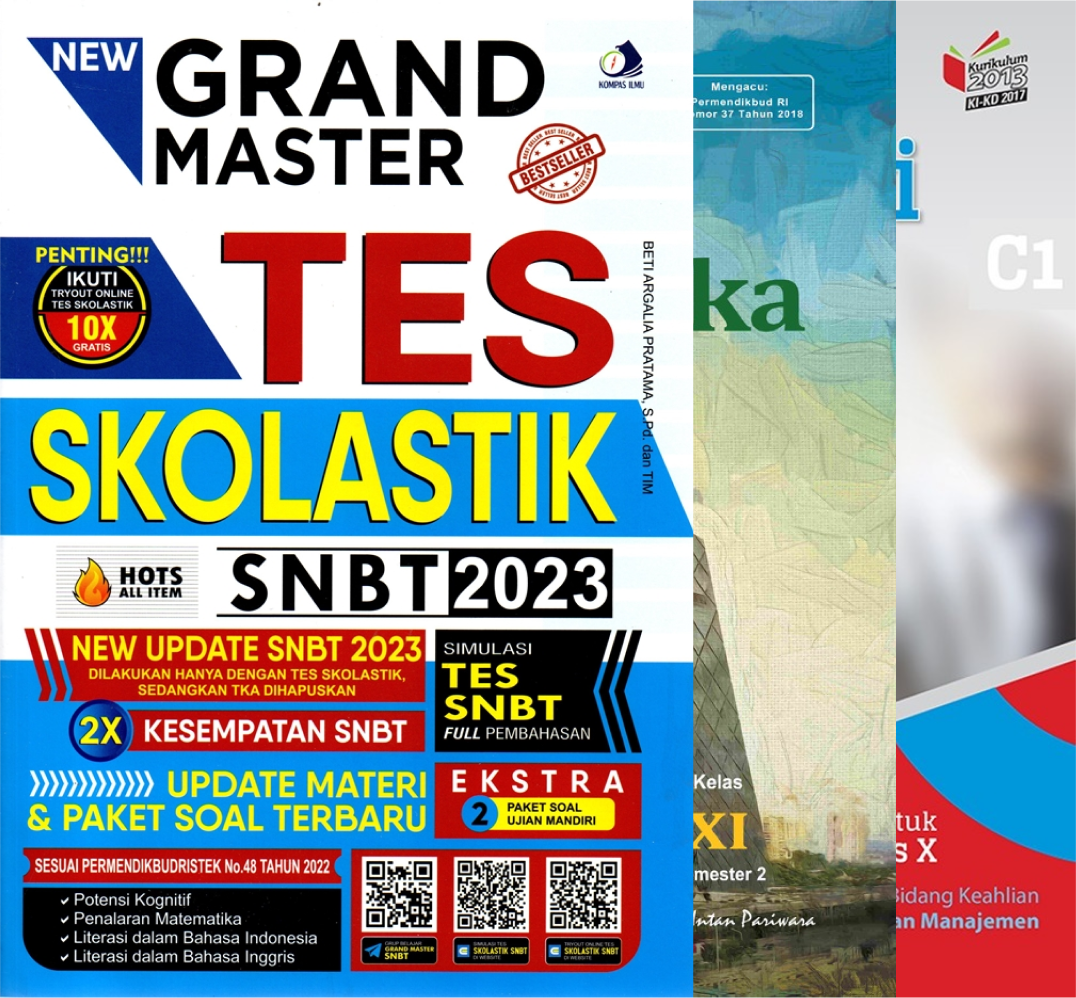 NEW
GRAND
MASTER
KOMPAS ILMU
BEST SELLER
BESTSELLER
PENTING!!!
IKUTI
TRYOUT ONLINE
TES SKOLASTIK
10X
GRATIS
TES
SKOLASTIK
BETI ARGALIA PRATAMA, S.Pd. dan TIM
HOTS
ALL ITEM
SNBT 2023
NEW UPDATE SNBT 2023
DILAKUKAN HANYA DENGAN TES SKOLASTIK,
SEDANGKAN TKA DIHAPUSKAN
2X KESEMPATAN SNBT
SIMULASI
TES
SNBT
FULL PEMBAHASAN
UPDATE MATERI
& PAKET SOAL TERBARU
EKSTRA
2 PAKET SOAL
UJIAN MANDIRI
SESUAI PERMENDIKBUDRISTEK No.48 TAHUN 2022
Potensi Kognitif
Penalaran Matematika
Literasi dalam Bahasa Indonesia
Literasi dalam Bahasa Inggris
GRUP BELAJAR
GRAND MASTER
SNBT
SIMULASI TES
SKOLASTIK SNBT
DI WEBSITE
TRYOUT ONLINE TES
SKOLASTIK SNBT
DI WEBSITE
Mengacu:
Permendikbud RI
omor 37 Tahun 2018
ka
Kelas
XI
mester 2
Intan Pariwara
Kurikulum
2013
KI-KD 2017
i
C1
tuk
s X
Bidang Keahlian
an Manajemen